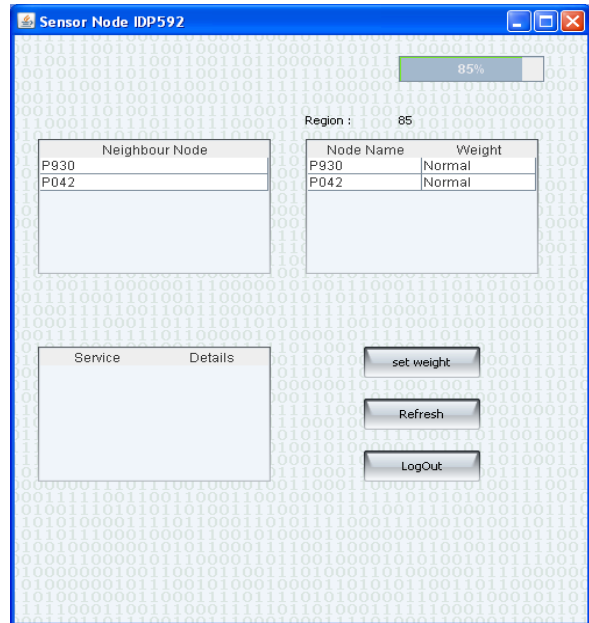 Sensor Node IDP592
85%
Region : 85
Neighbour Node
P930
P042
Node Name Weight
P930 Normal
P042 Normal
Service Details
set weight
Refresh
LogOut